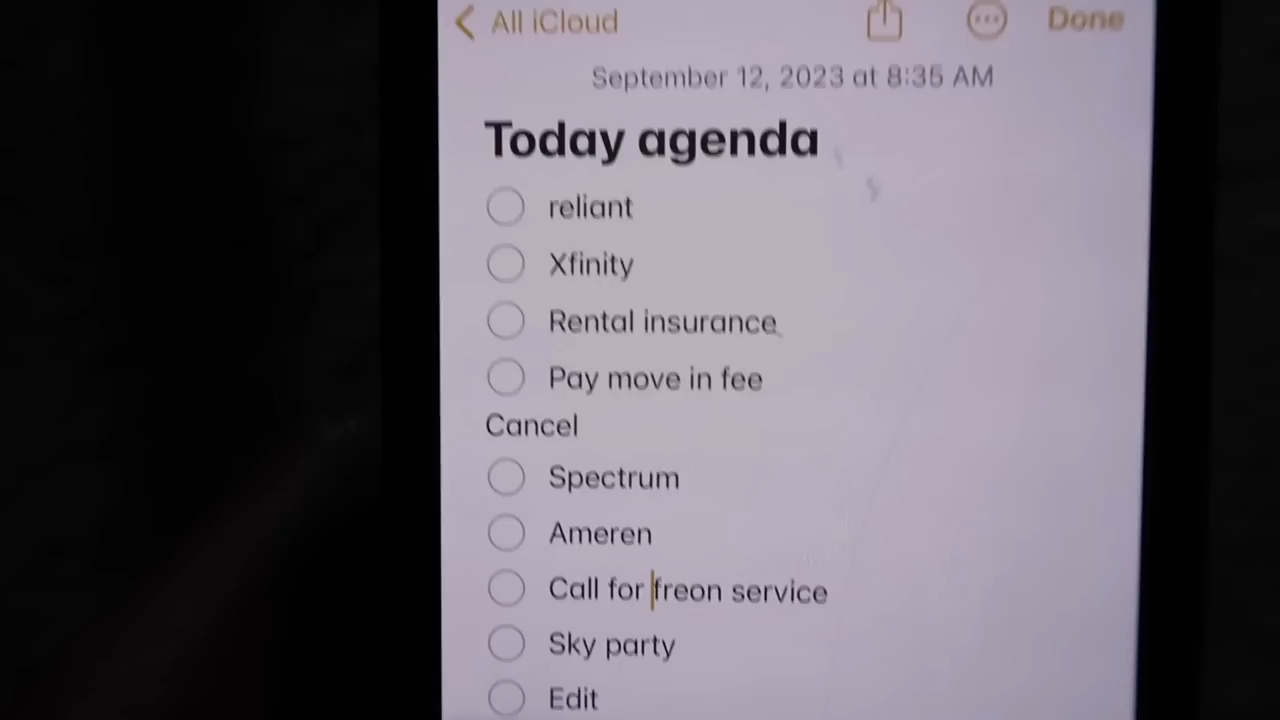 All iCloud Done
September 12, 2023 at 8:35 AM
Today agenda
reliant
Xfinity
Rental insurance
Pay move in fee
Cancel
Spectrum
Ameren
Call for freon service
Sky party
Edit